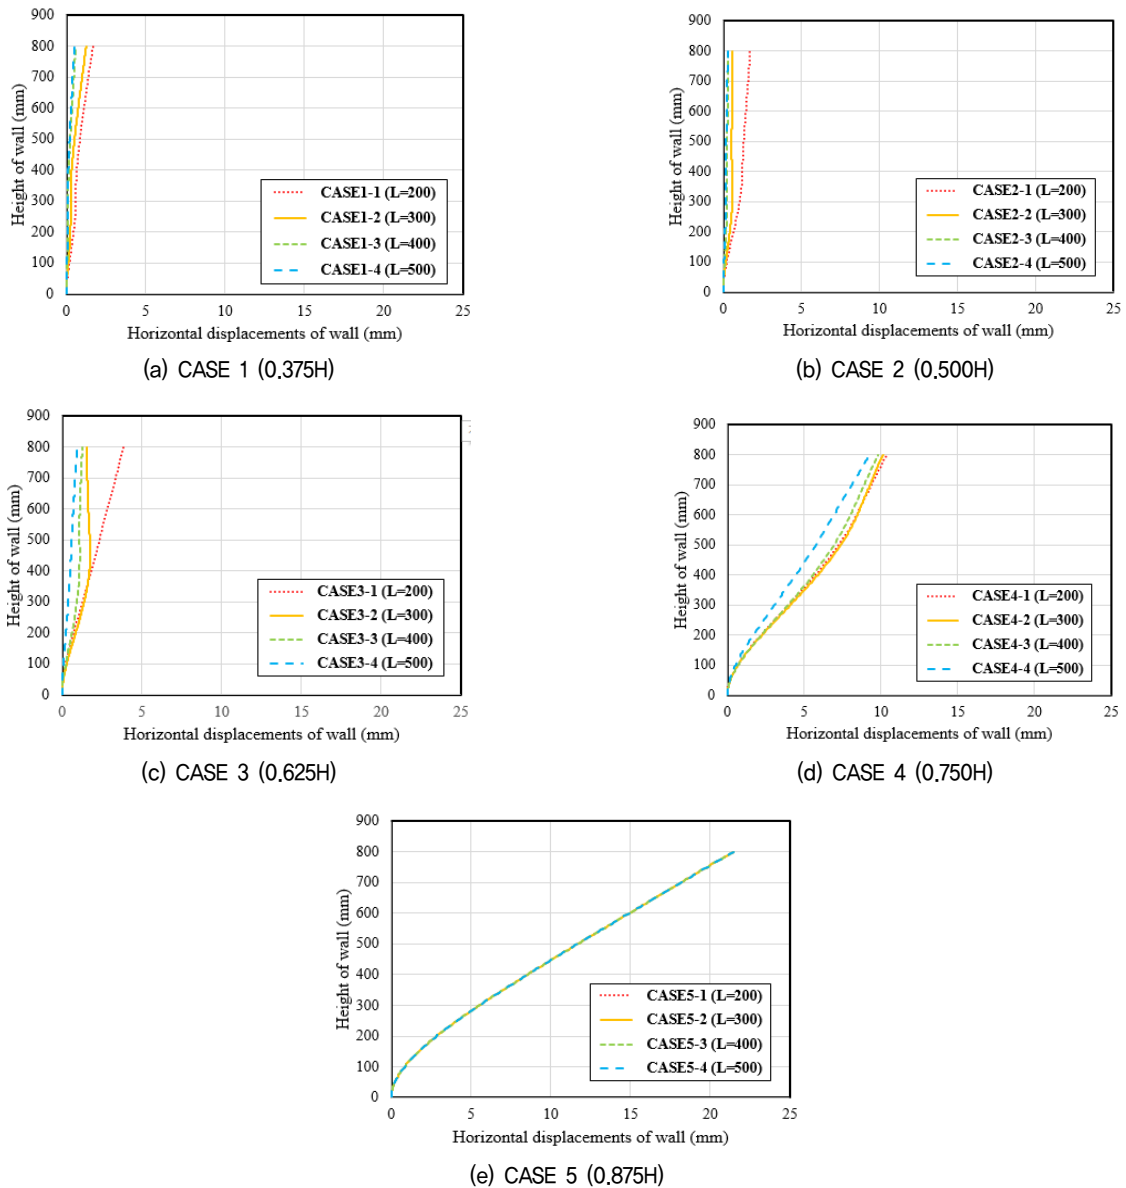 900
800
700
600
500
400
300
200
100
0
Height of wall (mm)
CASE1-1 (L=200)
CASE1-2 (L=300)
CASE1-3 (L=400)
CASE1-4 (L=500)
0 5 10 15 20 25
Horizontal displacements of wall (mm)
(a) CASE 1 (0.375H)
900
800
700
600
500
400
300
200
100
0
Height of wall (mm)
CASE2-1 (L=200)
CASE2-2 (L=300)
CASE2-3 (L=400)
CASE2-4 (L=500)
0 5 10 15 20 25
Horizontal displacements of wall (mm)
(b) CASE 2 (0.500H)
900
800
700
600
500
400
300
200
100
0
Height of wall (mm)
CASE3-1 (L=200)
CASE3-2 (L=300)
CASE3-3 (L=400)
CASE3-4 (L=500)
0 5 10 15 20 25
Horizontal displacements of wall (mm)
(c) CASE 3 (0.625H)
900
800
700
600
500
400
300
200
100
0
Height of wall (mm)
CASE4-1 (L=200)
CASE4-2 (L=300)
CASE4-3 (L=400)
CASE4-4 (L=500)
0 5 10 15 20 25
Horizontal displacements of wall (mm)
(d) CASE 4 (0.750H)
900
800
700
600
500
400
300
200
100
0
Height of wall (mm)
CASE5-1 (L=200)
CASE5-2 (L=300)
CASE5-3 (L=400)
CASE5-4 (L=500)
0 5 10 15 20 25
Horizontal displacements of wall (mm)
(e) CASE 5 (0.875H)